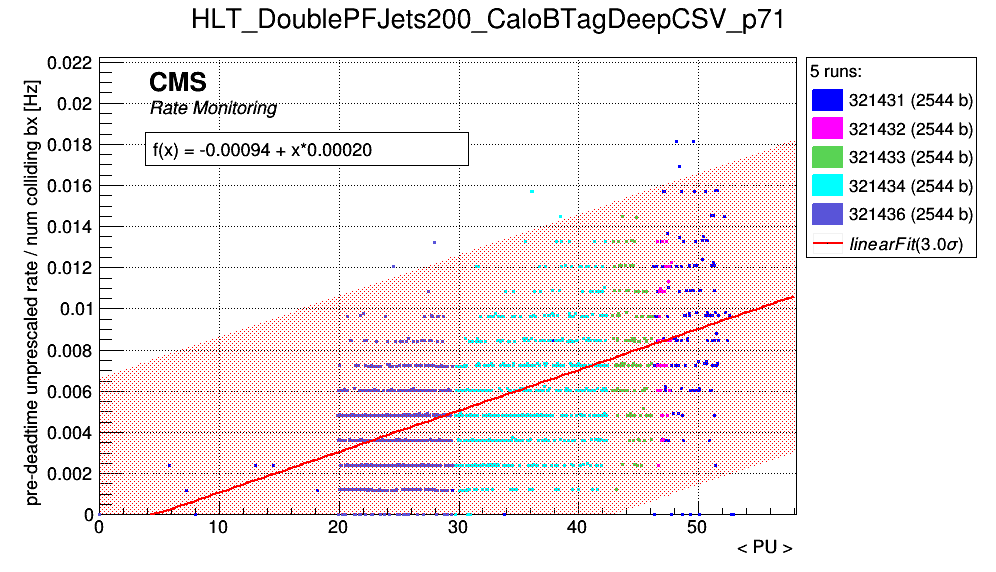 HLT_DoublePFJets200_CaloBTagDeepCSV_p71
CMS
Rate Monitoring
f(x) = -0.00094 + x*0.00020
pre-deadtime unprescaled rate / num colliding bx [Hz]
0.022
0.02
0.018
0.016
0.014
0.012
0.01
0.008
0.006
0.004
0.002
0
0 10 20 30 40 50
< PU >
5 runs:
321431 (2544 b)
321432 (2544 b)
321433 (2544 b)
321434 (2544 b)
321436 (2544 b)
linearFit(3.0σ)